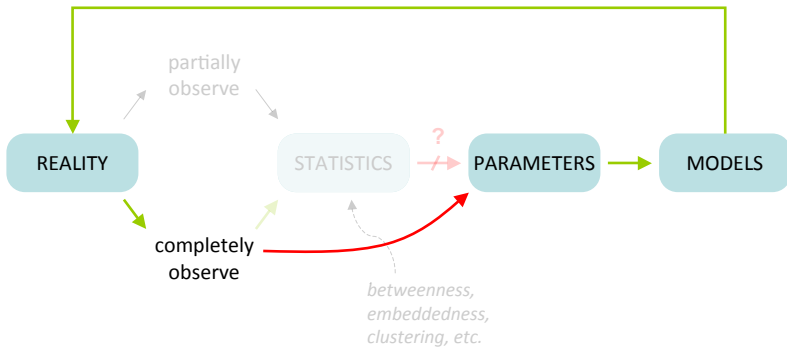 partially
observe
?
REALITY
STATISTICS
PARAMETERS
MODELS
completely
observe
betweenness,
embeddedness,
clustering, etc.